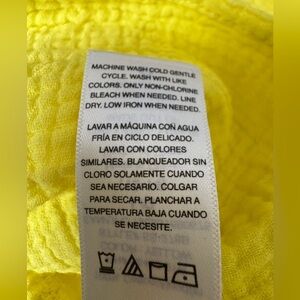 MACHINE WASH COLD GENTLE
CYCLE. WASH WITH LIKE
COLORS. ONLY NON-CHLORINE
BLEACH WHEN NEEDED. LINE
DRY. LOW IRON WHEN NEEDED.
LAVAR A MÁQUINA CON AGUA
FRÍA EN CICLO DELICADO.
LAVAR CON COLORES
SIMILARES. BLANQUEADOR SIN
CLORO SOLAMENTE CUANDO
SEA NECESARIO. COLGAR
PARA SECAR. PLANCHAR A
TEMPERATURA BAJA CUANDO
SE NECESITE.